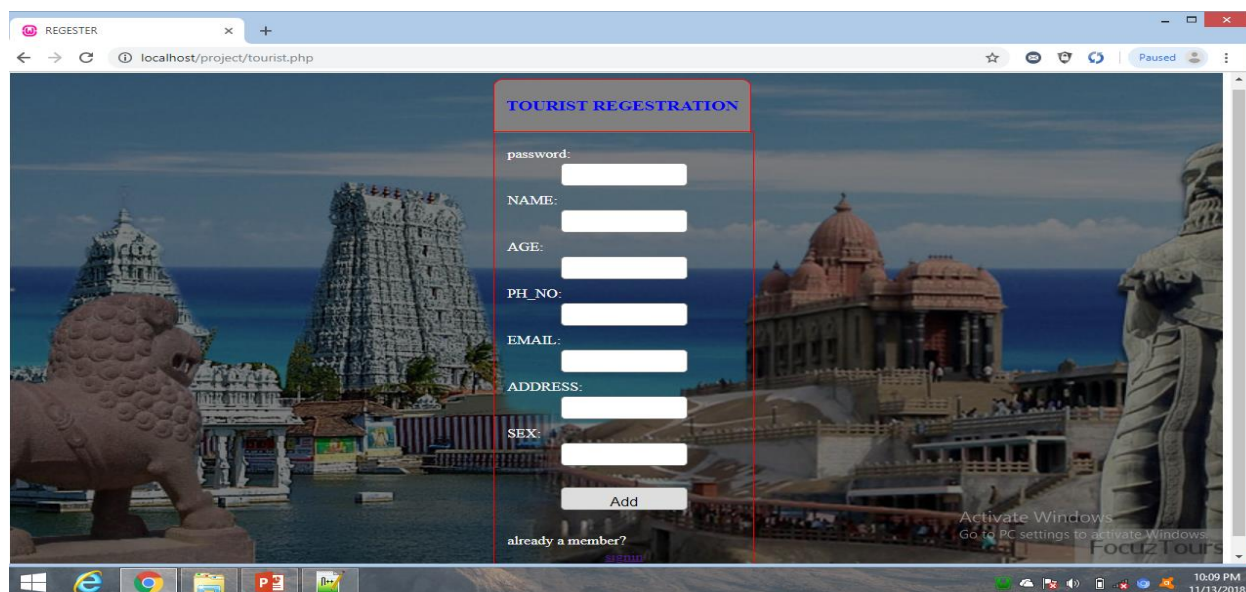 REGESTER
localhost/project/tourist.php
Paused
TOURIST REGESTRATION
password:
NAME:
AGE:
PH_NO:
EMAIL:
ADDRESS:
SEX:
Add
already a member?
signup
Activate Windows
Go to PC settings to activate Windows
FocuzTours
10:09 PM
11/13/2018